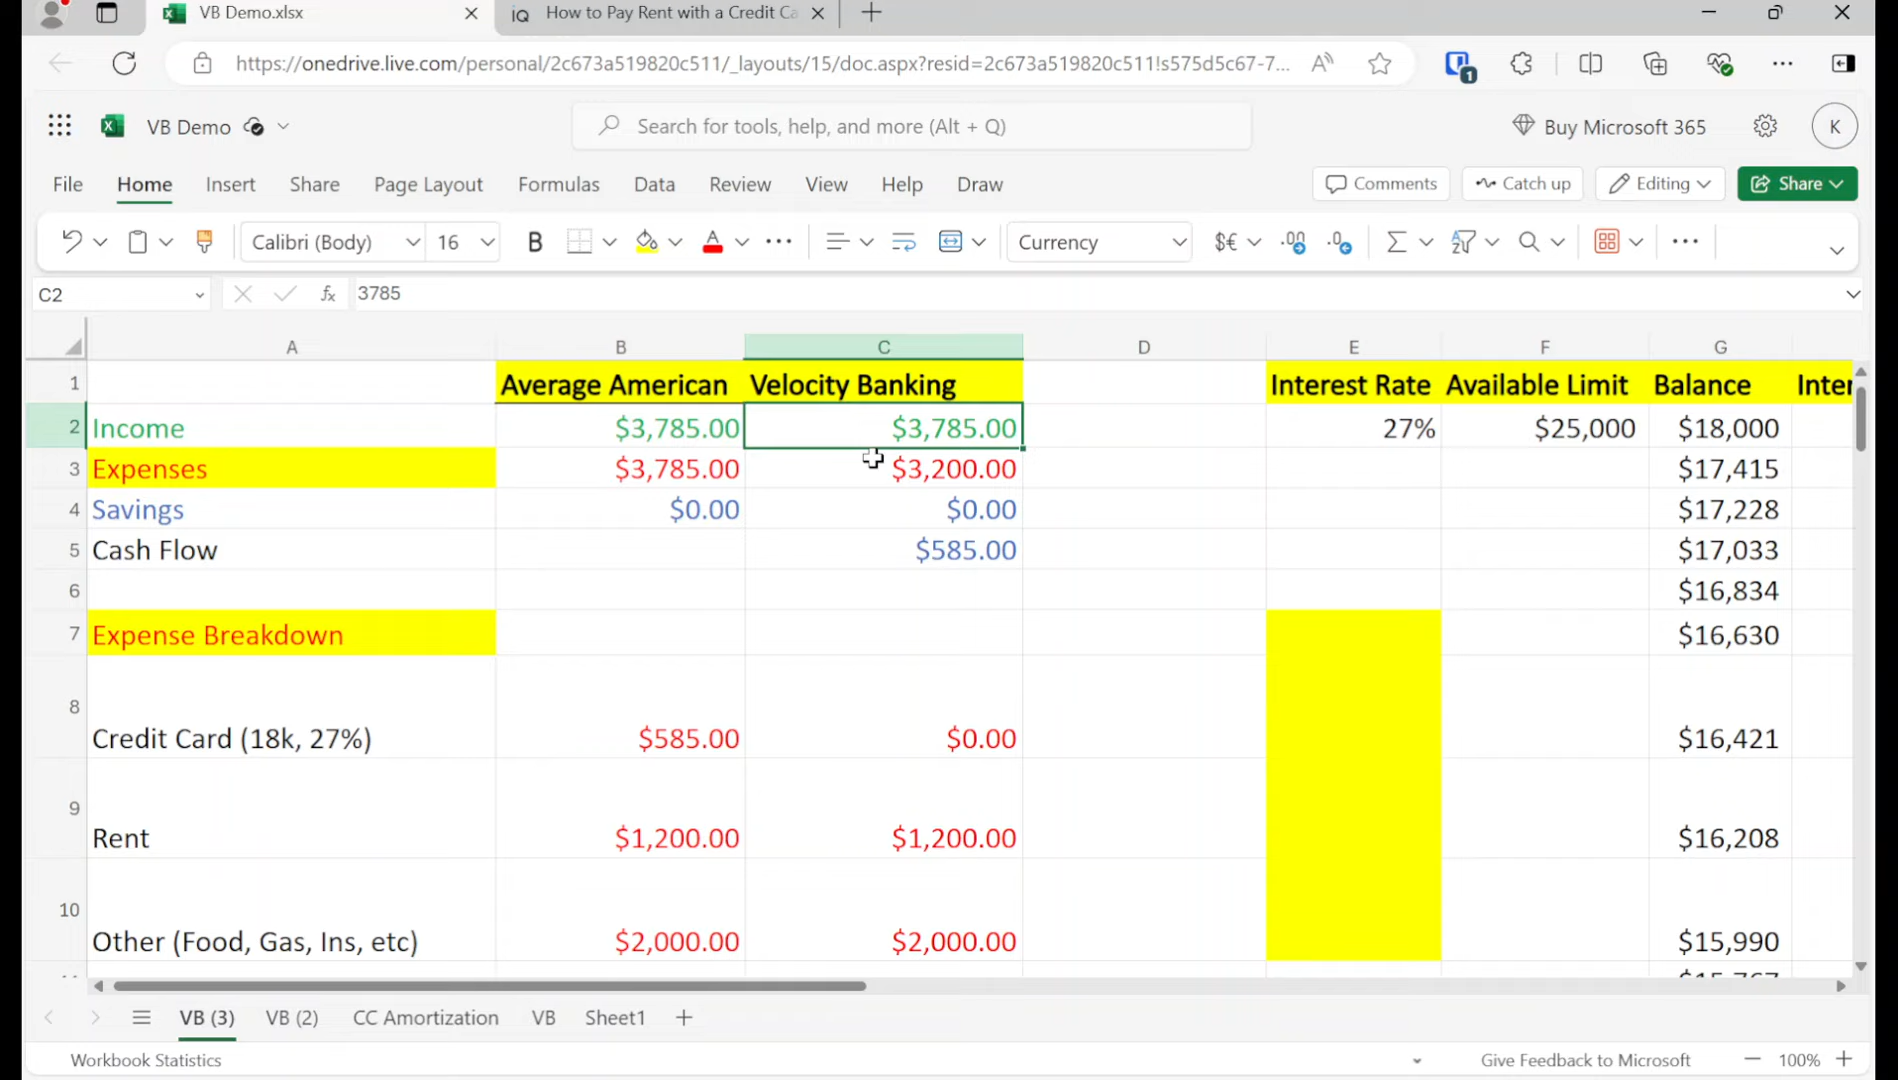 VB Demo.xlsx
iQ How to Pay Rent with a Credit Ca
https://onedrive.live.com/personal/2c673a519820c511/_layouts/15/doc.aspx?resid=2c673a519820c511!s575d5c67-7...
1
VB Demo
Search for tools, help, and more (Alt + Q)
Buy Microsoft 365
K
File Home Insert Share Page Layout Formulas Data Review View Help Draw
Comments Catch up Editing Share
Calibri (Body) 16 B A Currency $€
C2 fx 3785
A B C D E F G
1 Average American Velocity Banking Interest Rate Available Limit Balance Inter
2 Income $3,785.00 $3,785.00 27% $25,000 $18,000
3 Expenses $3,785.00 $3,200.00 $17,415
4 Savings $0.00 $0.00 $17,228
5 Cash Flow $585.00 $17,033
6 $16,834
7 Expense Breakdown $16,630
8 Credit Card (18k, 27%) $585.00 $0.00 $16,421
9 Rent $1,200.00 $1,200.00 $16,208
10 Other (Food, Gas, Ins, etc) $2,000.00 $2,000.00 $15,990
VB (3) VB (2) CC Amortization VB Sheet1
Workbook Statistics Give Feedback to Microsoft 100%